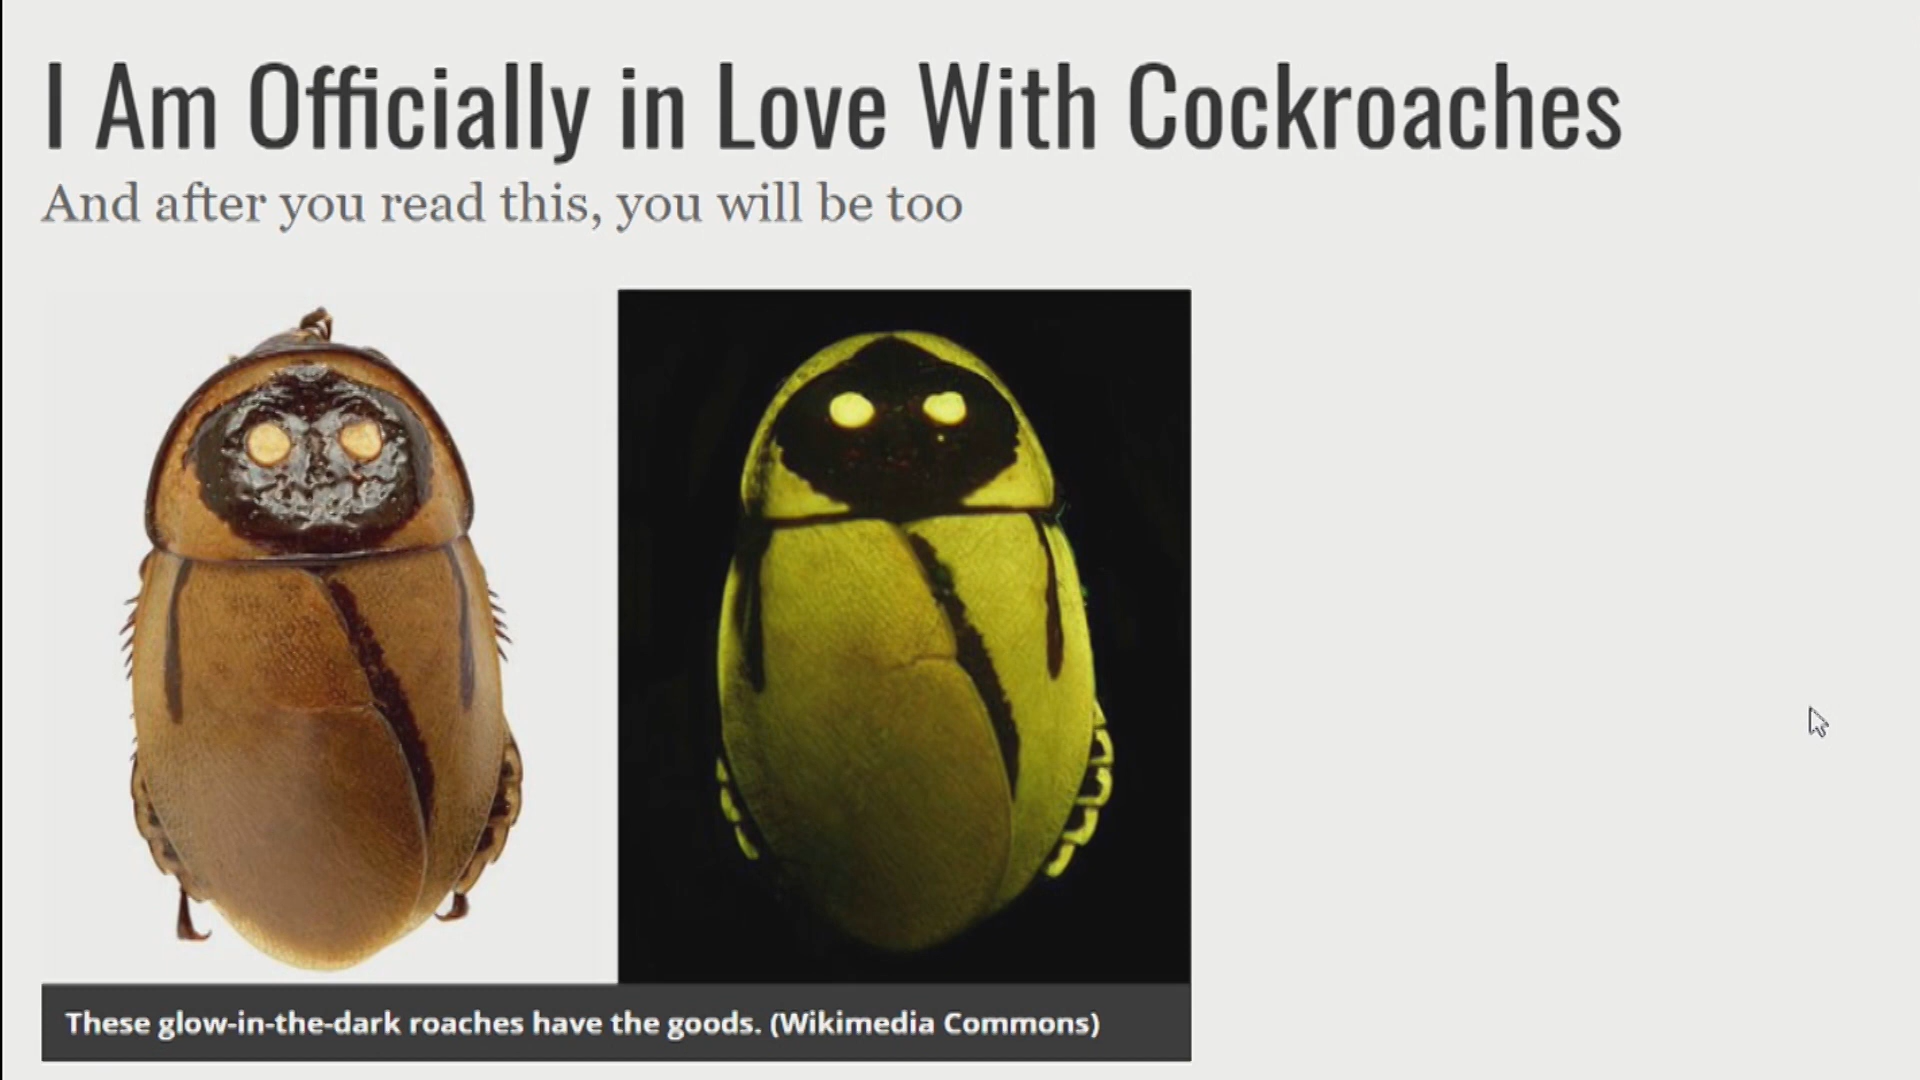 I Am Officially in Love With Cockroaches
And after you read this, you will be too
These glow-in-the-dark roaches have the goods. (Wikimedia Commons)